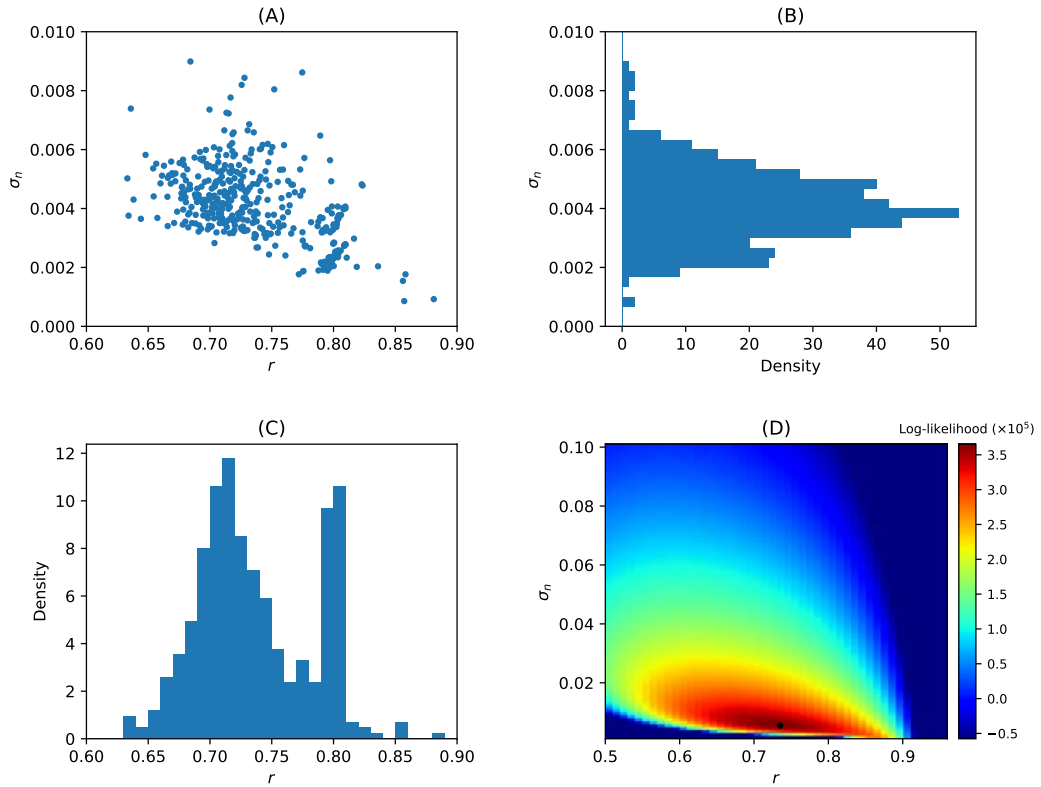 (A)
0.010
0.008
0.006
0.004
0.002
0.000
σn
0.60 0.65 0.70 0.75 0.80 0.85 0.90
r
(B)
0.010
0.008
0.006
0.004
0.002
0.000
σn
0 10 20 30 40 50
Density
(C)
12
10
8
6
4
2
0
Density
0.60 0.65 0.70 0.75 0.80 0.85 0.90
r
(D)
Log-likelihood (×10⁵)
0.10
0.08
0.06
0.04
0.02
σn
0.5 0.6 0.7 0.8 0.9
r
3.5
3.0
2.5
2.0
1.5
1.0
0.5
0.0
−0.5